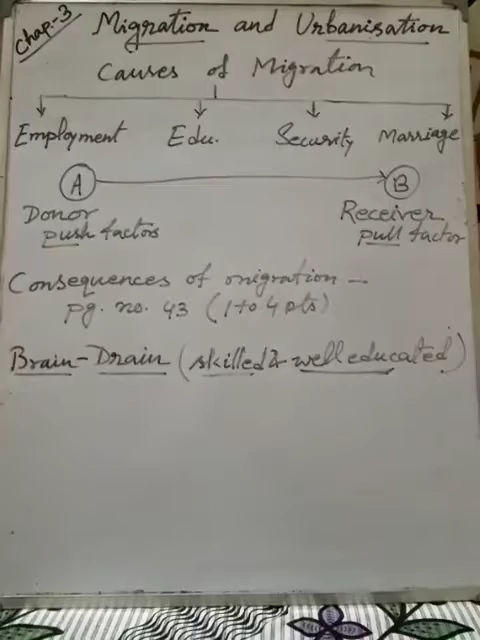 Chap-3
Migration and Urbanisation
Causes of Migration
Employment Edu. Security Marriage
A B
Donor Receiver
push factors pull factor
Consequences of migration —
pg. no. 43 (1 to 4 pts)
Brain-Drain (skilled & well educated)